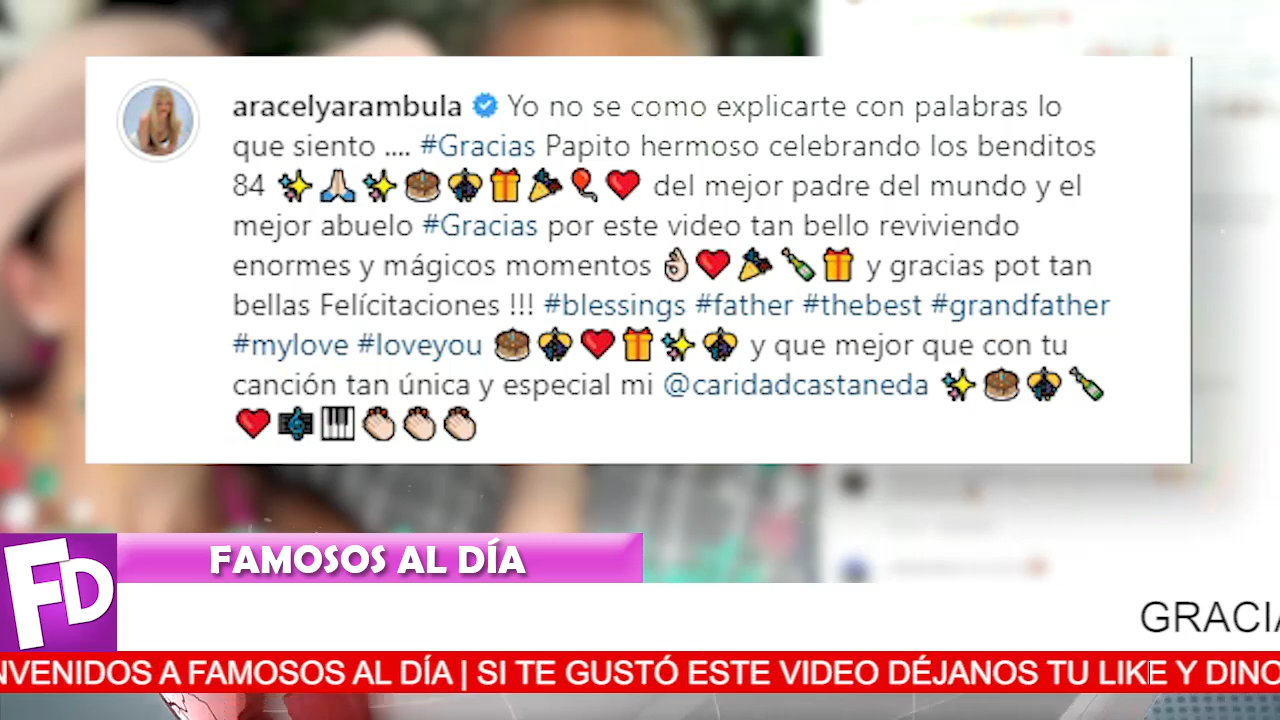 aracelyarambula Yo no se como explicarte con palabras lo
que siento .... #Gracias Papito hermoso celebrando los benditos
84 ✨🙏🏻✨🎂🪅🎁🎉🎈❤️ del mejor padre del mundo y el
mejor abuelo #Gracias por este video tan bello reviviendo
enormes y mágicos momentos 👌🏻❤️🎉🍾🎁 y gracias pot tan
bellas Felícitaciones !!! #blessings #father #thebest #grandfather
#mylove #loveyou 🎂❤️🎁✨ y que mejor que con tu
canción tan única y especial mi @caridadcastaneda ✨🎂🍾
❤️🎼🎹👏🏻👏🏻👏🏻
FD
FAMOSOS AL DÍA
GRACIA
NVENIDOS A FAMOSOS AL DÍA | SI TE GUSTÓ ESTE VIDEO DÉJANOS TU LIKE Y DINO